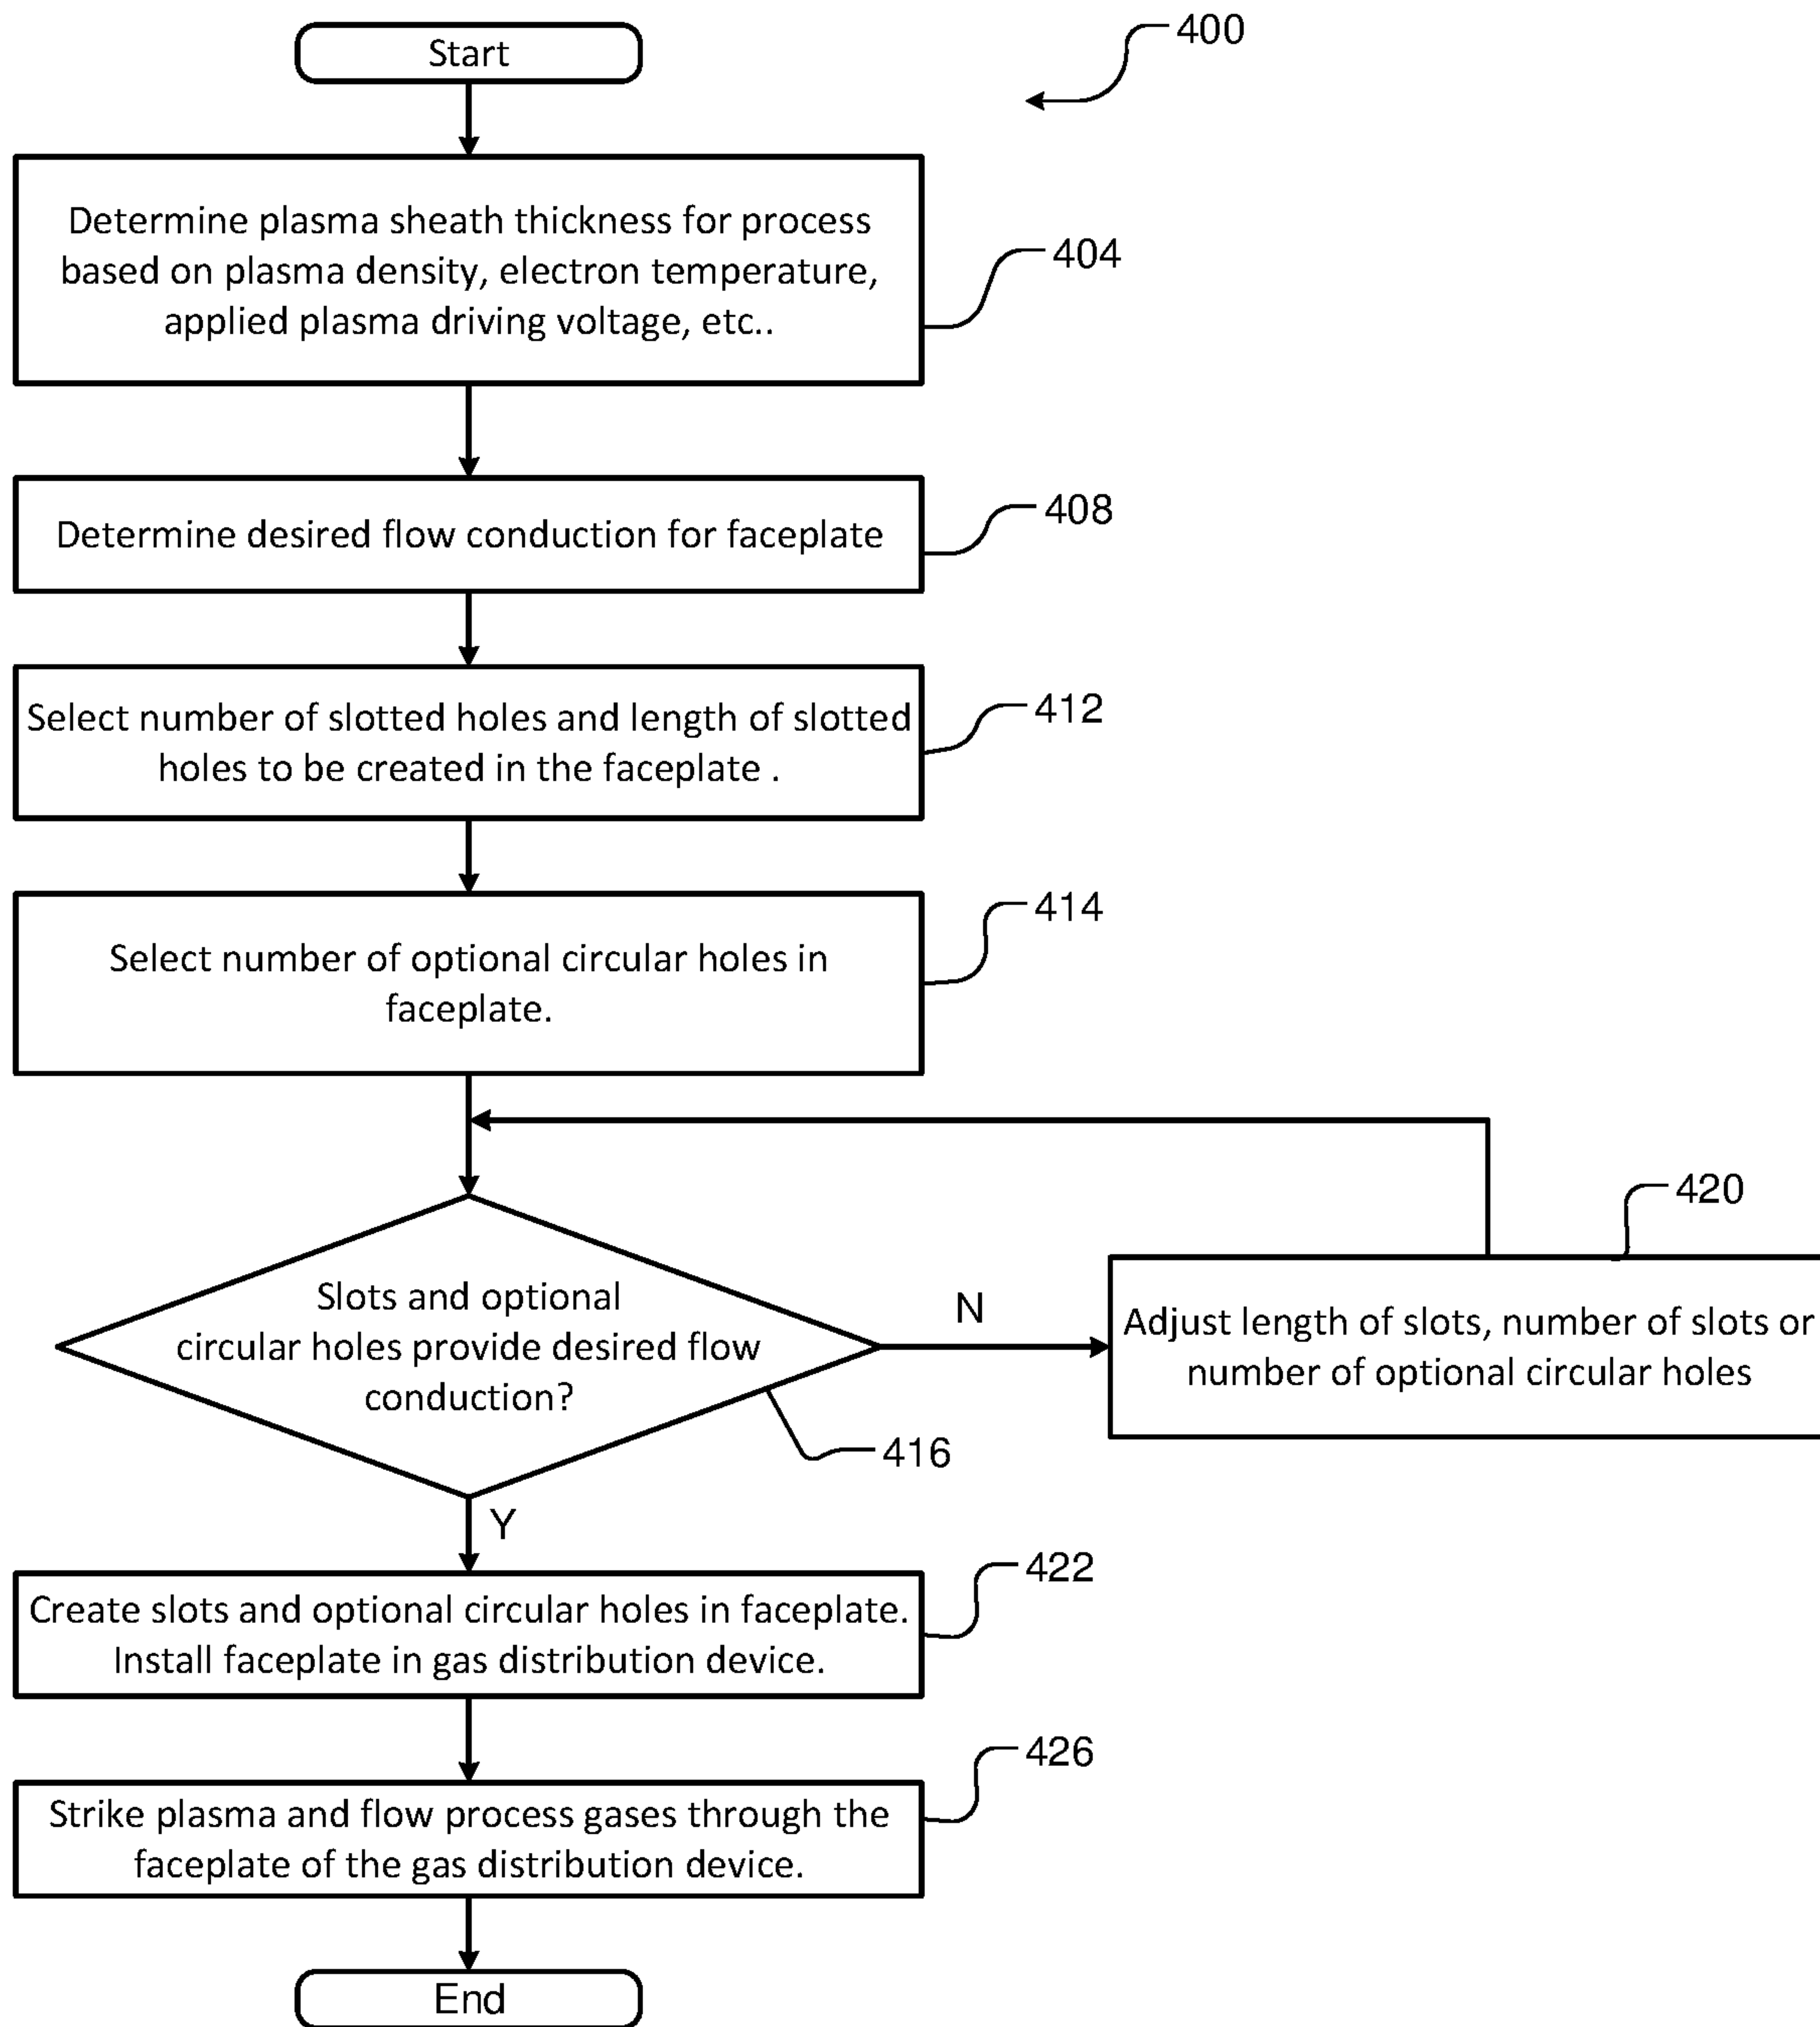 400
Start
Determine plasma sheath thickness for process
based on plasma density, electron temperature,
applied plasma driving voltage, etc..
404
Determine desired flow conduction for faceplate
408
Select number of slotted holes and length of slotted
holes to be created in the faceplate .
412
Select number of optional circular holes in
faceplate.
414
Slots and optional
circular holes provide desired flow
conduction?
416
N
Adjust length of slots, number of slots or
number of optional circular holes
420
Y
Create slots and optional circular holes in faceplate.
Install faceplate in gas distribution device.
422
Strike plasma and flow process gases through the
faceplate of the gas distribution device.
426
End